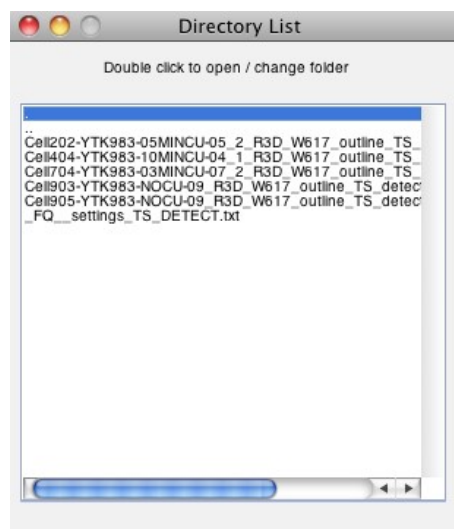 Directory List
Double click to open / change folder
.
..
Cell202-YTK983-05MINCU-05_2_R3D_W617_outline_TS_
Cell404-YTK983-10MINCU-04_1_R3D_W617_outline_TS_
Cell704-YTK983-03MINCU-07_2_R3D_W617_outline_TS_
Cell903-YTK983-NOCU-09_R3D_W617_outline_TS_detec
Cell905-YTK983-NOCU-09_R3D_W617_outline_TS_detec
_FQ__settings_TS_DETECT.txt